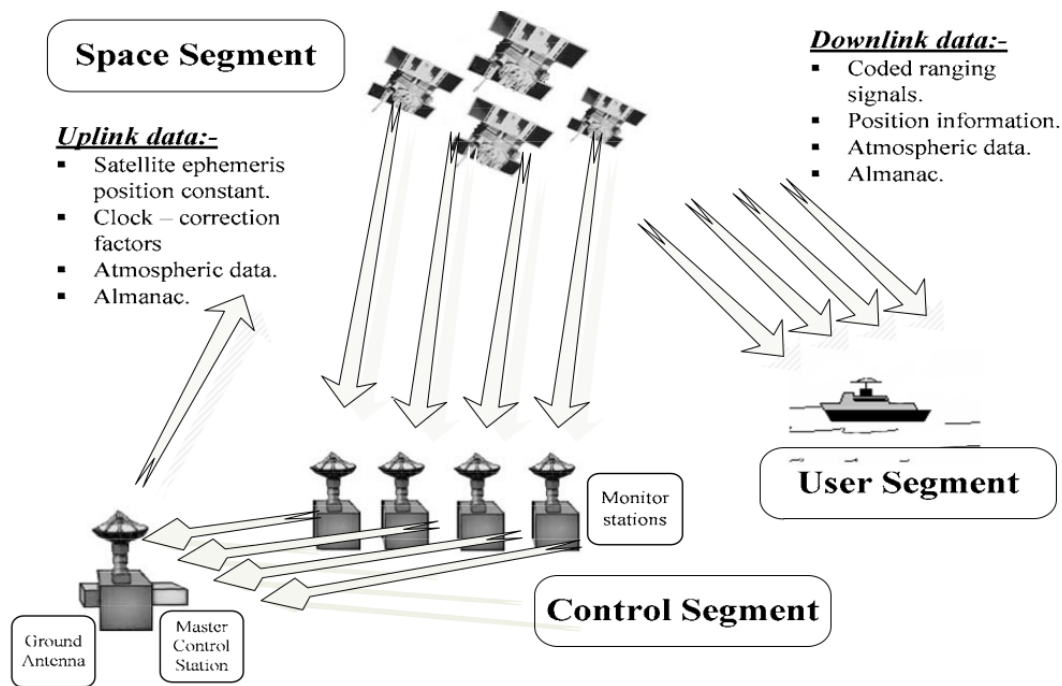 Space Segment
Uplink data:-
▪ Satellite ephemeris
position constant.
▪ Clock – correction
factors
▪ Atmospheric data.
▪ Almanac.
Downlink data:-
▪ Coded ranging
signals.
▪ Position information.
▪ Atmospheric data.
▪ Almanac.
User Segment
Monitor
stations
Control Segment
Ground
Antenna
Master
Control
Station